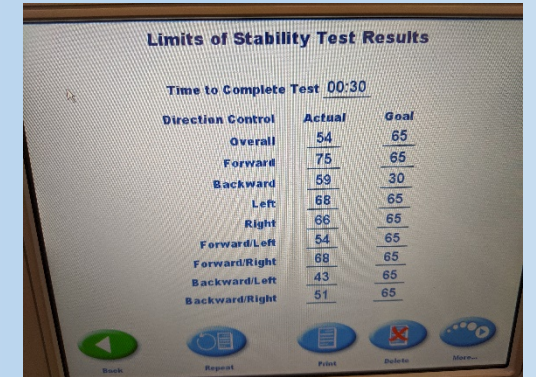 Limits of Stability Test Results
Time to Complete Test 00:30
Direction Control Actual Goal
Overall 54 65
Forward 75 65
Backward 59 30
Left 68 65
Right 66 65
Forward/Left 54 65
Forward/Right 68 65
Backward/Left 43 65
Backward/Right 51 65
Back Repeat Print Delete More...